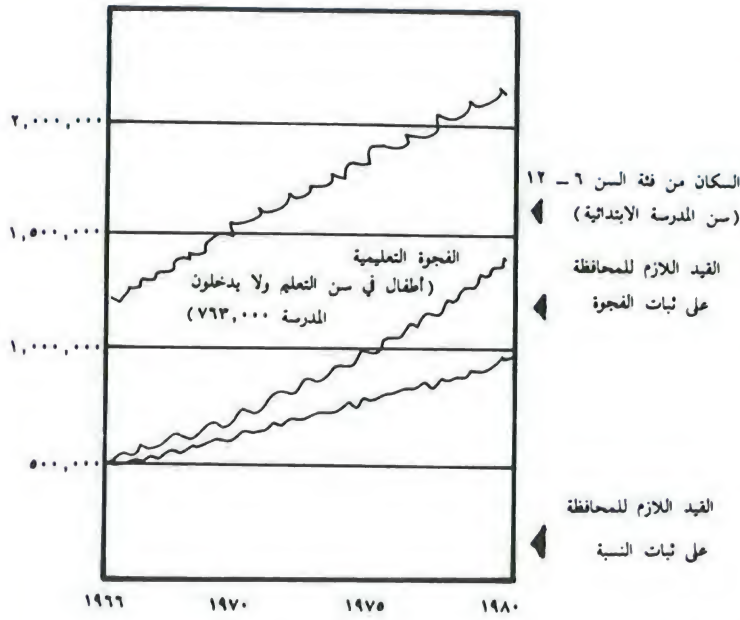 ٢,٠٠٠,٠٠٠
١,٥٠٠,٠٠٠
١,٠٠٠,٠٠٠
٥٠٠,٠٠٠
السكان من فئة السن ٦ – ١٢
(سن المدرسة الابتدائية)
الفجوة التعليمية
(أطفال في سن التعلم ولا يدخلون
المدرسة ٧٦٣,٠٠٠)
القيد اللازم للمحافظة
على ثبات الفجوة
القيد اللازم للمحافظة
على ثبات النسبة
١٩٦٦ ١٩٧٠ ١٩٧٥ ١٩٨٠